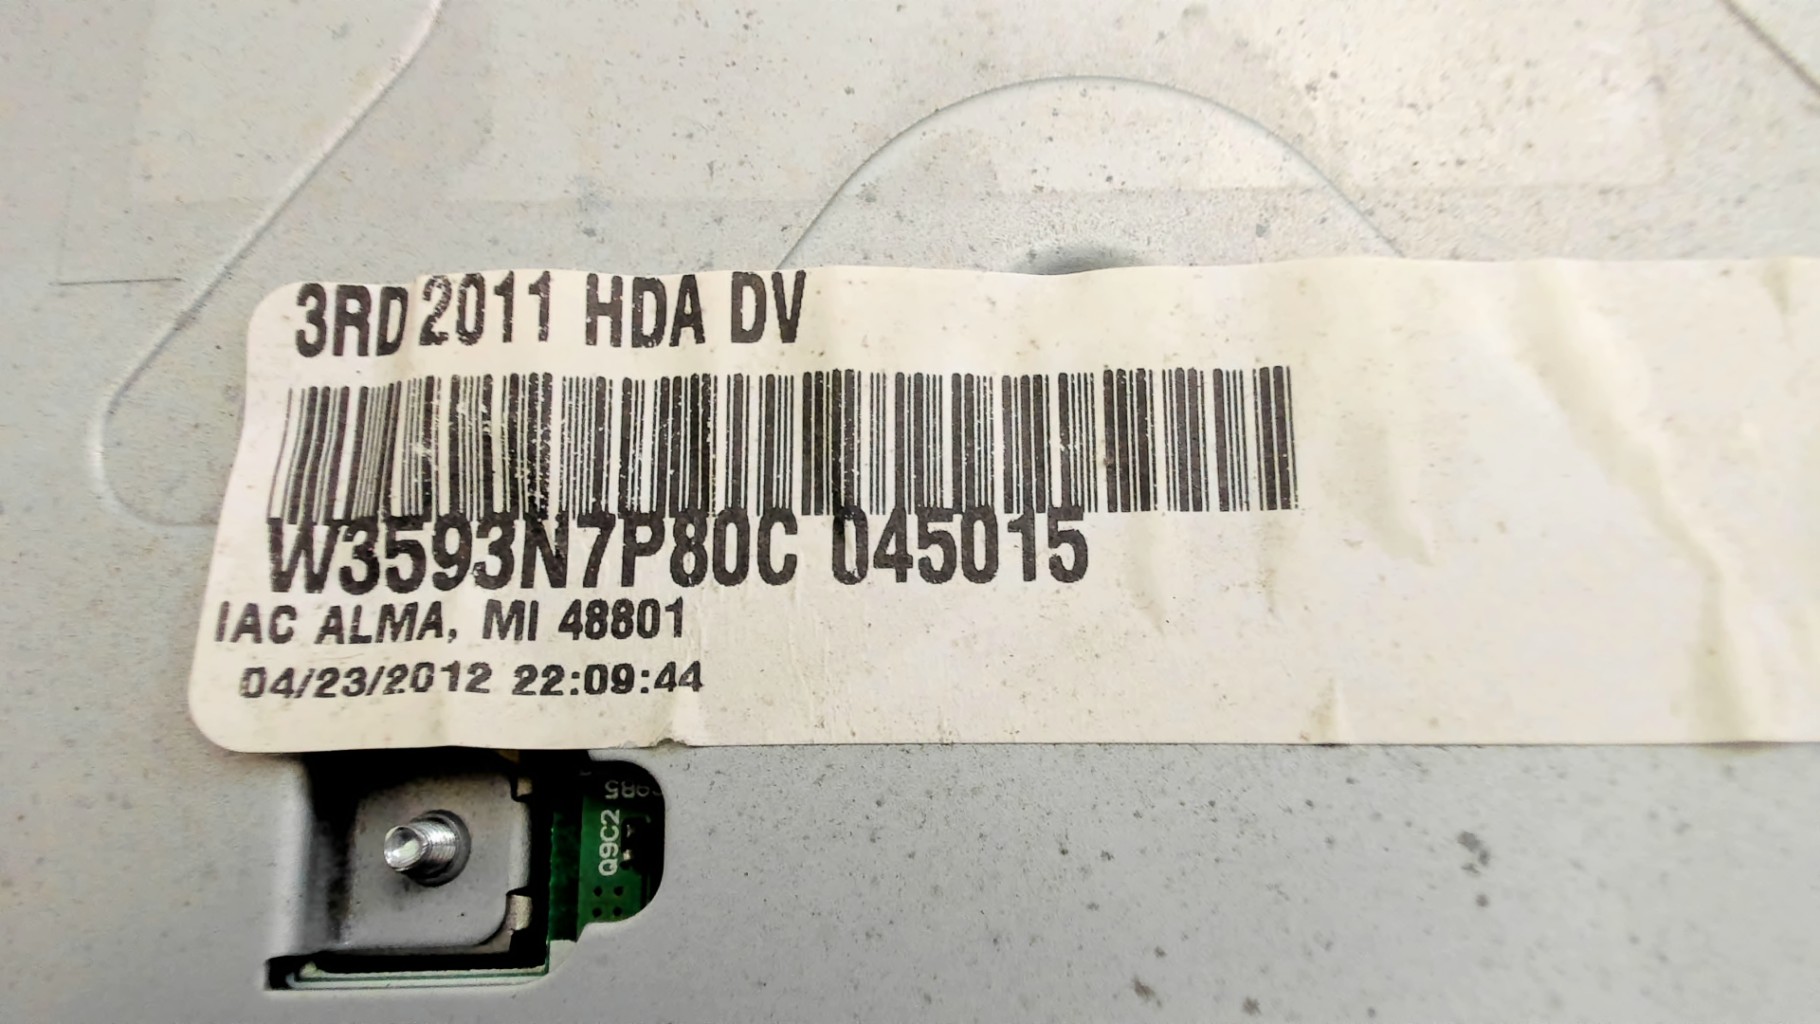 3RD 2011 HDA DV
W3593N7P80C 045015
IAC ALMA, MI 48801
04/23/2012 22:09:44
Q9C2